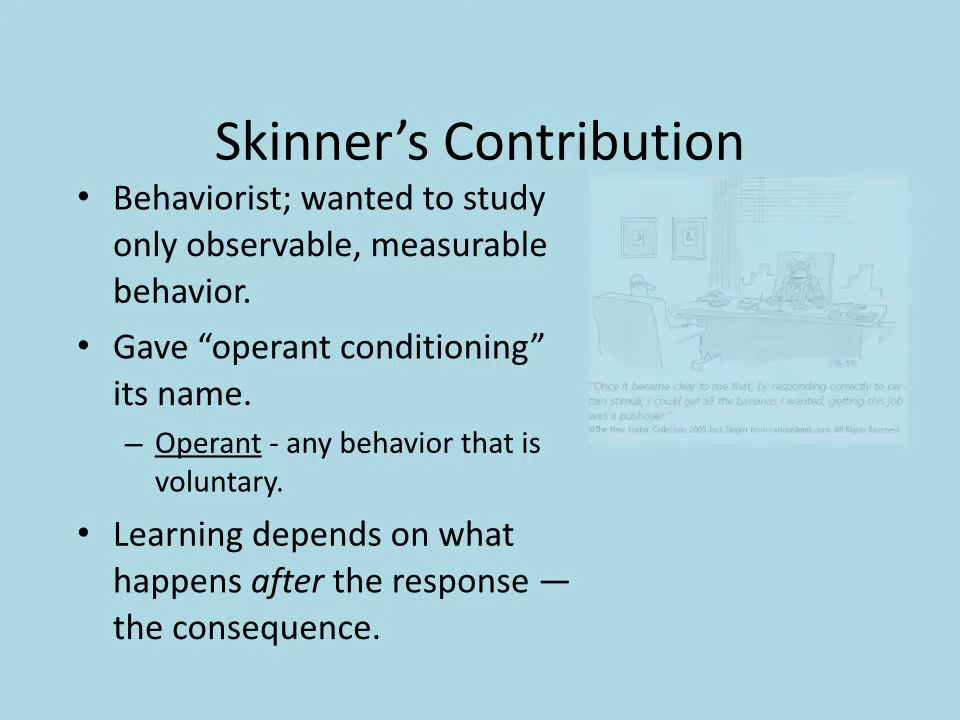 Skinner’s Contribution
• Behaviorist; wanted to study
only observable, measurable
behavior.
• Gave “operant conditioning”
its name.
– Operant - any behavior that is
voluntary.
• Learning depends on what
happens after the response —
the consequence.
“Once it became clear to me that, by responding correctly to cer-
tain stimuli, I could get all the bananas I wanted, getting this job
was a pushover.”
©The New Yorker Collection 2005 Jack Ziegler from cartoonbank.com. All Rights Reserved.